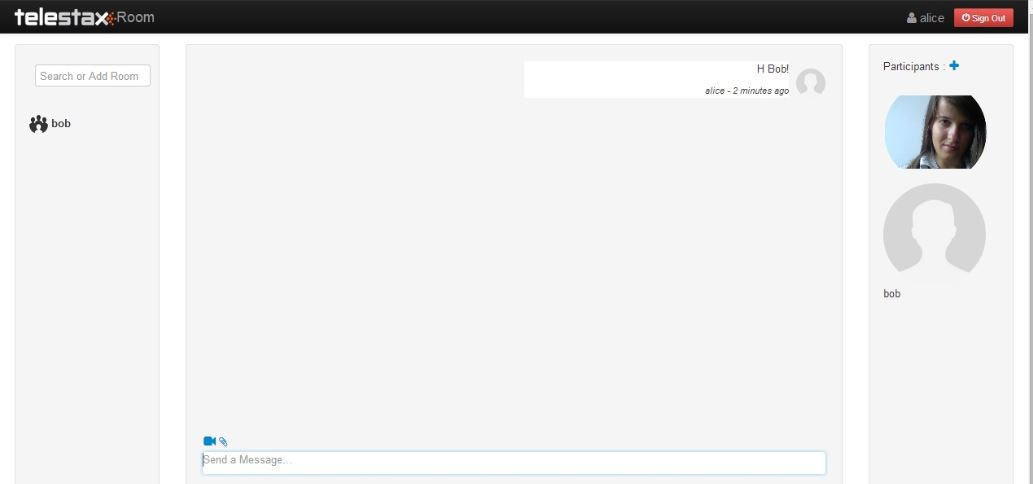 telestax Room
alice
Sign Out
Search or Add Room
bob
H Bob!
alice - 2 minutes ago
Send a Message...
Participants :
bob